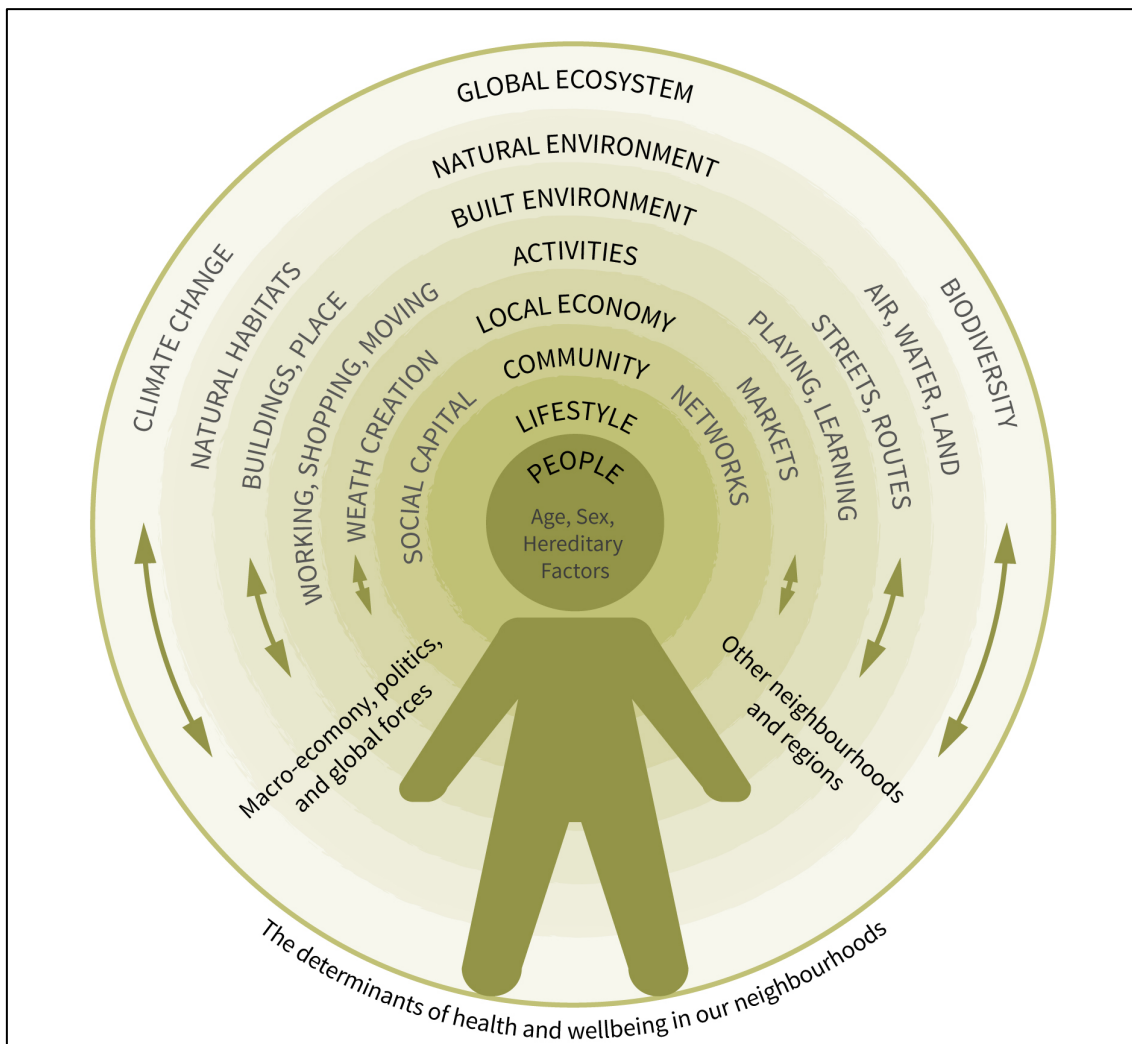 GLOBAL ECOSYSTEM
NATURAL ENVIRONMENT
BUILT ENVIRONMENT
ACTIVITIES
LOCAL ECONOMY
COMMUNITY
LIFESTYLE
PEOPLE
Age, Sex,
Hereditary
Factors
CLIMATE CHANGE
NATURAL HABITATS
BUILDINGS, PLACE
WORKING, SHOPPING, MOVING
WEATH CREATION
SOCIAL CAPITAL
NETWORKS
MARKETS
PLAYING, LEARNING
STREETS, ROUTES
AIR, WATER, LAND
BIODIVERSITY
Macro-ecomony, politics,
and global forces
Other neighbourhoods
and regions
The determinants of health and wellbeing in our neighbourhoods